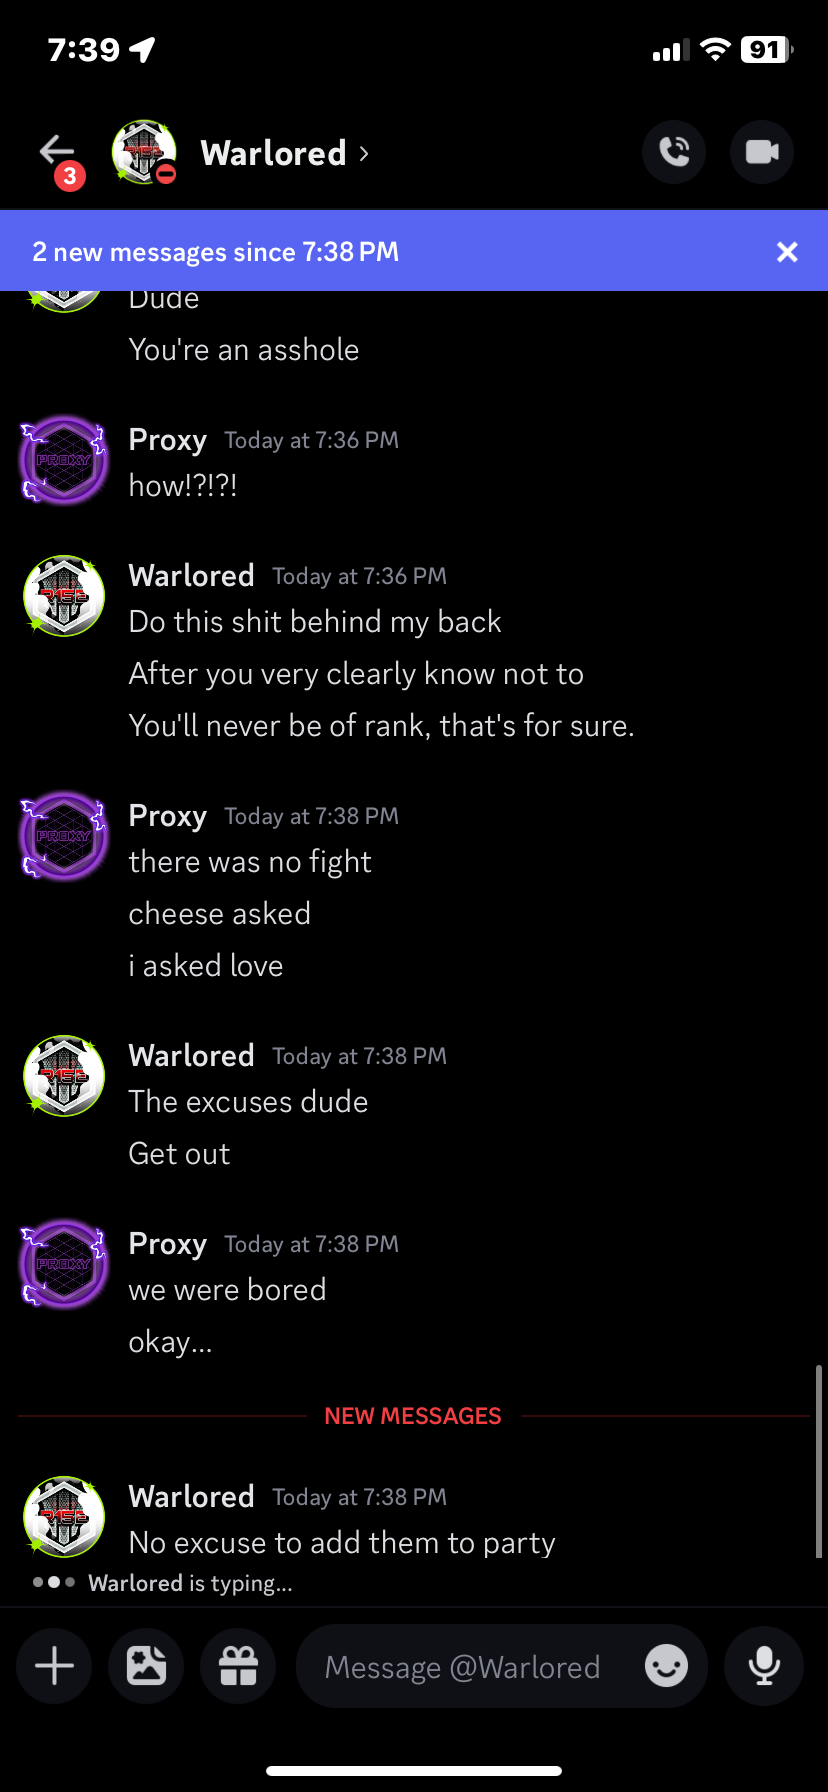 7:39
91
Warlored
3
2 new messages since 7:38 PM
Dude
You're an asshole
Proxy Today at 7:36 PM
PROXY
how!?!?!
Warlored Today at 7:36 PM
Do this shit behind my back
After you very clearly know not to
You'll never be of rank, that's for sure.
Proxy Today at 7:38 PM
PROXY
there was no fight
cheese asked
i asked love
Warlored Today at 7:38 PM
The excuses dude
Get out
Proxy Today at 7:38 PM
PROXY
we were bored
okay...
NEW MESSAGES
Warlored Today at 7:38 PM
No excuse to add them to party
Warlored is typing...
Message @Warlored